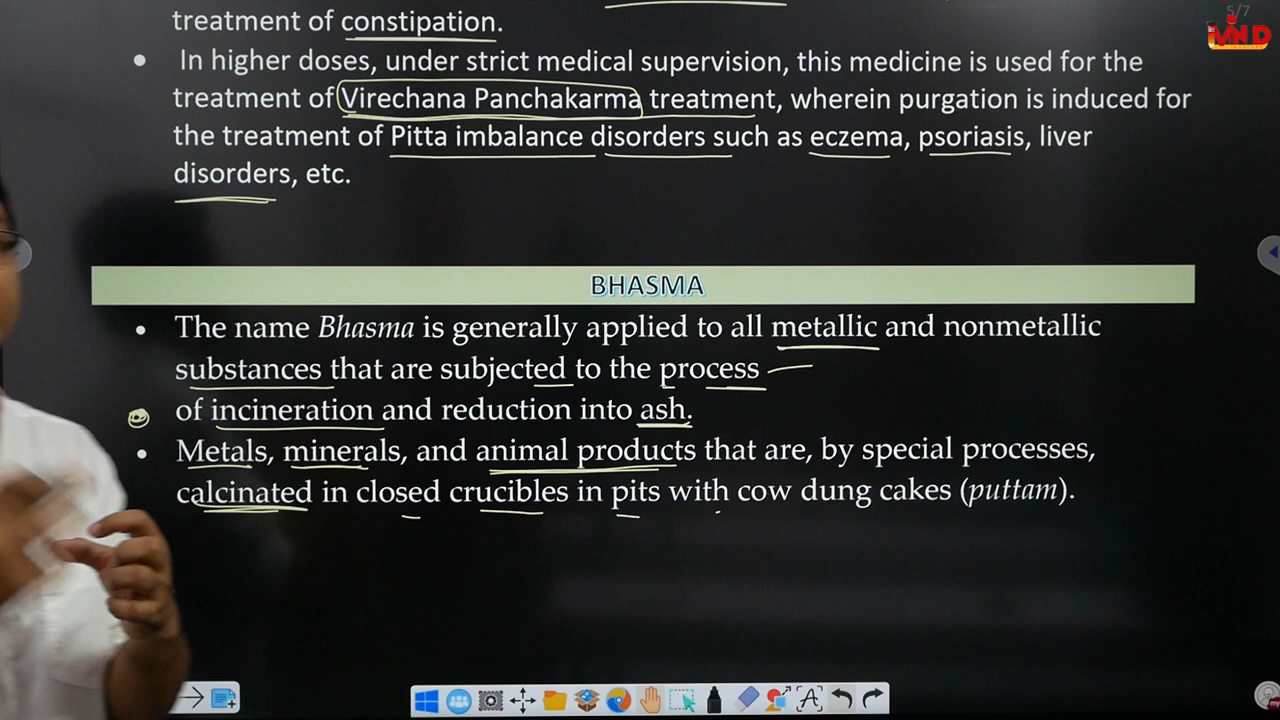 5/7
MND
treatment of constipation.
In higher doses, under strict medical supervision, this medicine is used for the
treatment of Virechana Panchakarma treatment, wherein purgation is induced for
the treatment of Pitta imbalance disorders such as eczema, psoriasis, liver
disorders, etc.
BHASMA
The name Bhasma is generally applied to all metallic and nonmetallic
substances that are subjected to the process
of incineration and reduction into ash.
Metals, minerals, and animal products that are, by special processes,
calcinated in closed crucibles in pits with cow dung cakes (puttam).